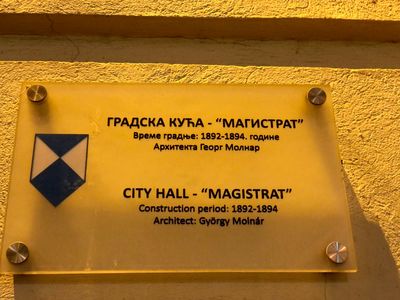 ГРАДСКА КУЋА - “МАГИСТРАТ”
Време градње: 1892-1894. године
Архитекта Георг Молнар
CITY HALL - “MAGISTRAT”
Construction period: 1892-1894
Architect: György Molnár